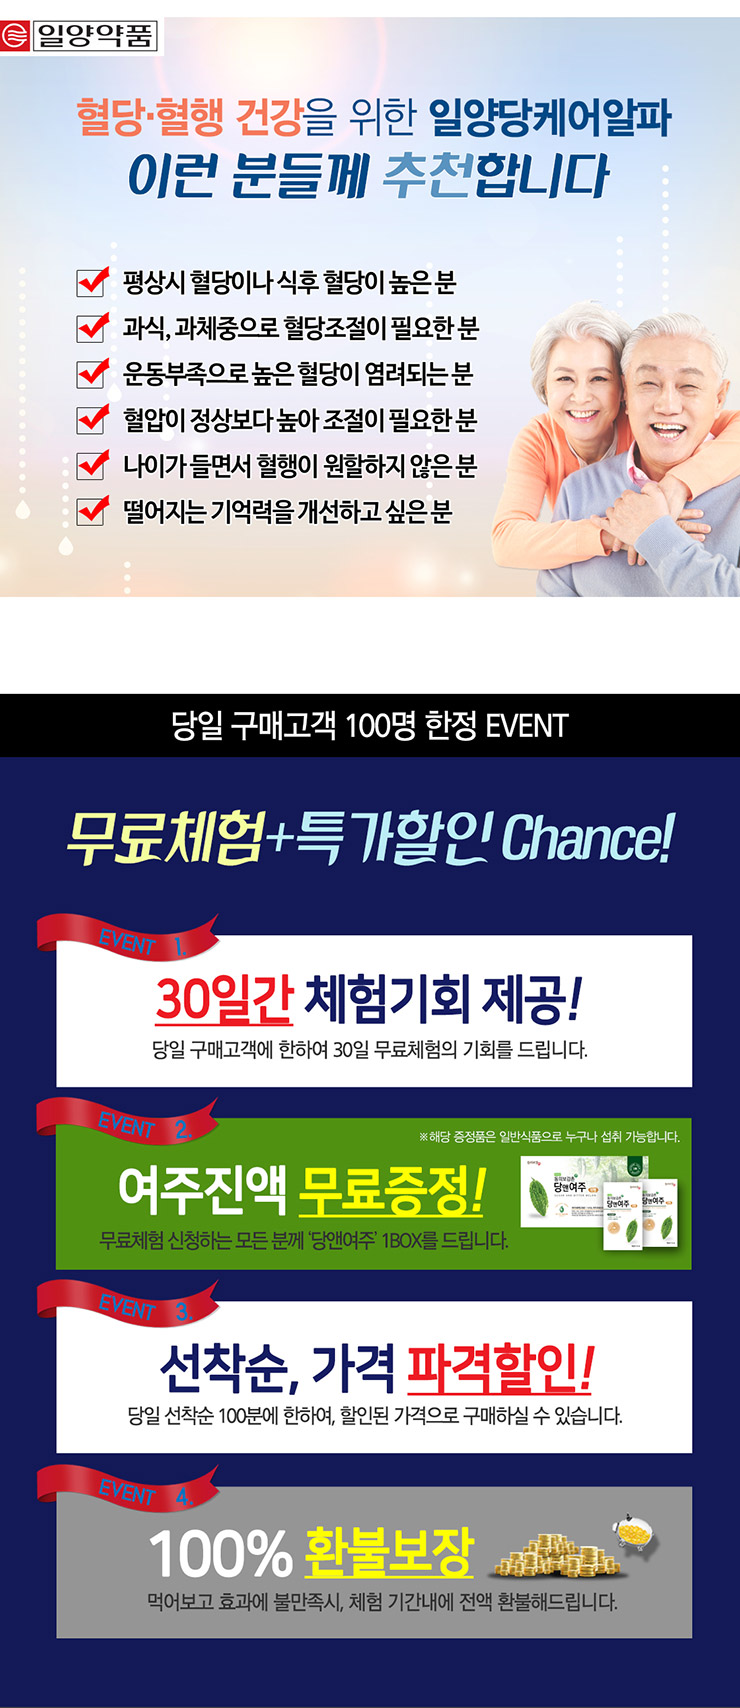 일양약품
혈당·혈행 건강을 위한 일양당케어알파
이런 분들께 추천합니다
평상시 혈당이나 식후 혈당이 높은 분
과식, 과체중으로 혈당조절이 필요한 분
운동부족으로 높은 혈당이 염려되는 분
혈압이 정상보다 높아 조절이 필요한 분
나이가 들면서 혈행이 원할하지 않은 분
떨어지는 기억력을 개선하고 싶은 분
당일 구매고객 100명 한정 EVENT
무료체험+특가할인 Chance!
EVENT 1.
30일간 체험기회 제공!
당일 구매고객에 한하여 30일 무료체험의 기회를 드립니다.
EVENT 2.
※해당 증정품은 일반식품으로 누구나 섭취 가능합니다.
여주진액 무료증정!
당앤여주
당앤여주
당앤여주
무료체험 신청하는 모든 분께 '당앤여주' 1BOX를 드립니다.
EVENT 3.
선착순, 가격 파격할인!
당일 선착순 100분에 한하여, 할인된 가격으로 구매하실 수 있습니다.
EVENT 4.
100% 환불보장
먹어보고 효과에 불만족시, 체험 기간내에 전액 환불해드립니다.